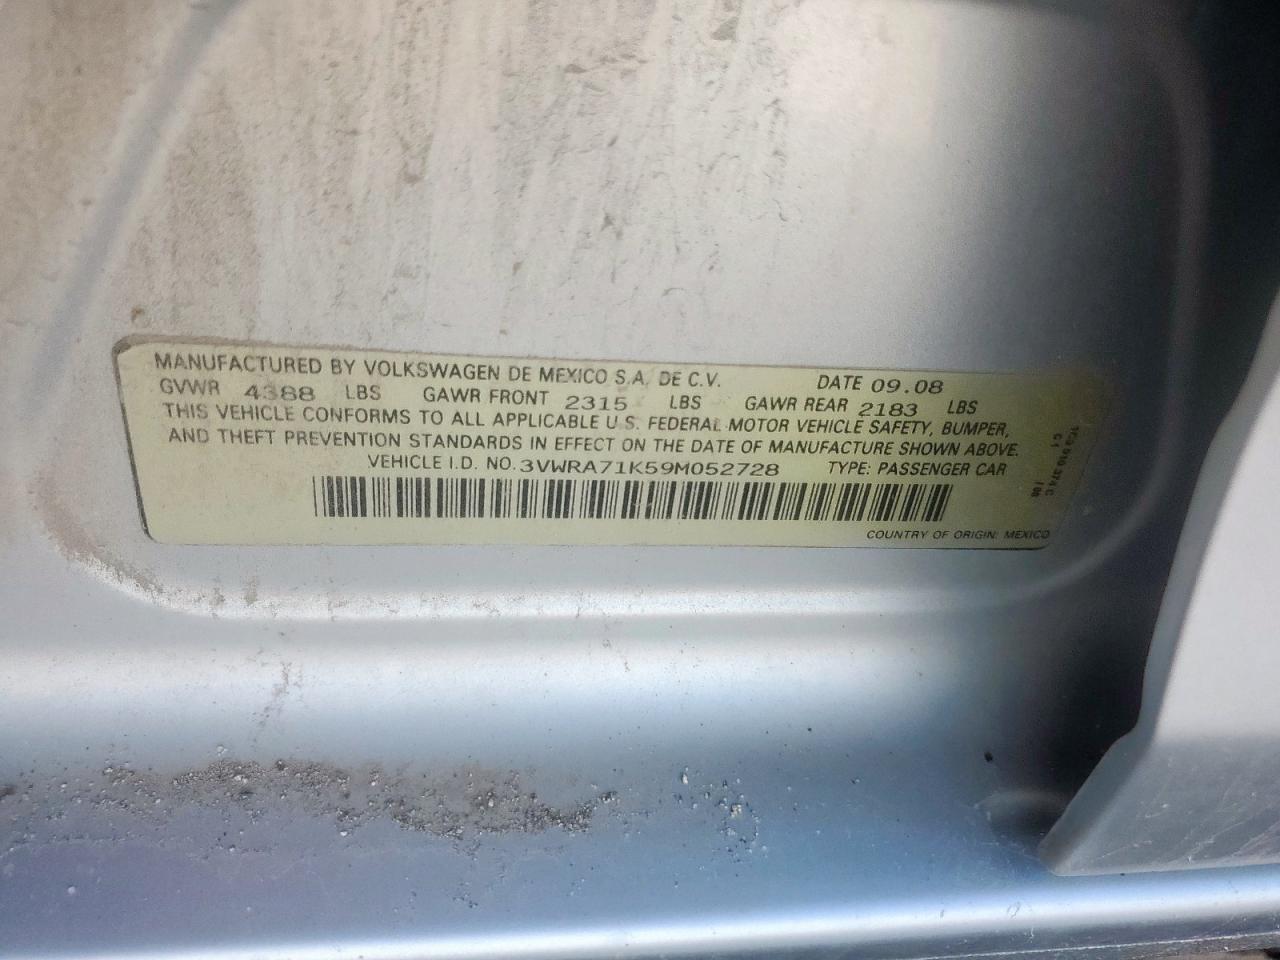 MANUFACTURED BY VOLKSWAGEN DE MEXICO S.A. DE C.V. DATE 09.08
GVWR 4388 LBS GAWR FRONT 2315 LBS GAWR REAR 2183 LBS
THIS VEHICLE CONFORMS TO ALL APPLICABLE U.S. FEDERAL MOTOR VEHICLE SAFETY, BUMPER,
AND THEFT PREVENTION STANDARDS IN EFFECT ON THE DATE OF MANUFACTURE SHOWN ABOVE.
VEHICLE I.D. NO.3VWRA71K59M052728 TYPE: PASSENGER CAR
COUNTRY OF ORIGIN: MEXICO